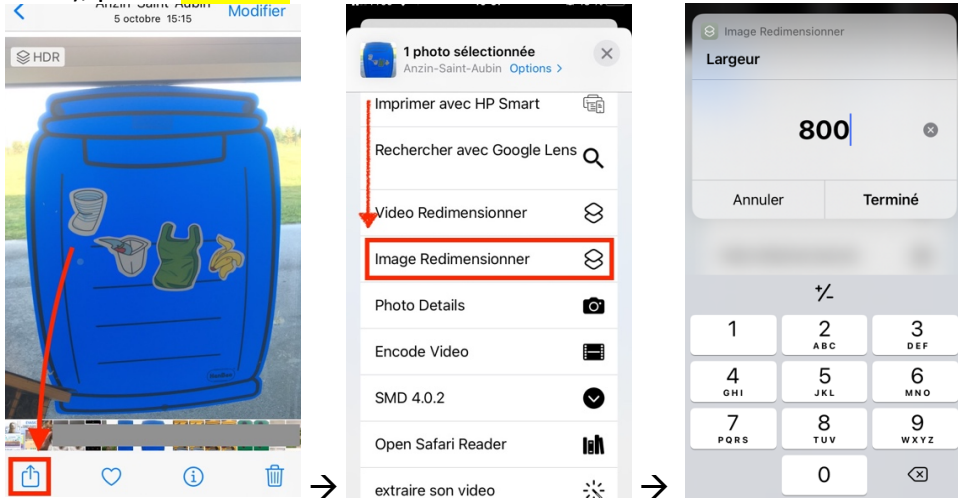 5 octobre 15:15
Modifier
HDR
1 photo sélectionnée
Anzin-Saint-Aubin Options >
Imprimer avec HP Smart
Rechercher avec Google Lens
Video Redimensionner
Image Redimensionner
Photo Details
Encode Video
SMD 4.0.2
Open Safari Reader
extraire son video
Image Redimensionner
Largeur
800
Annuler
Terminé
+/-
1
2
ABC
3
DEF
4
GHI
5
JKL
6
MNO
7
PQRS
8
TUV
9
WXYZ
0